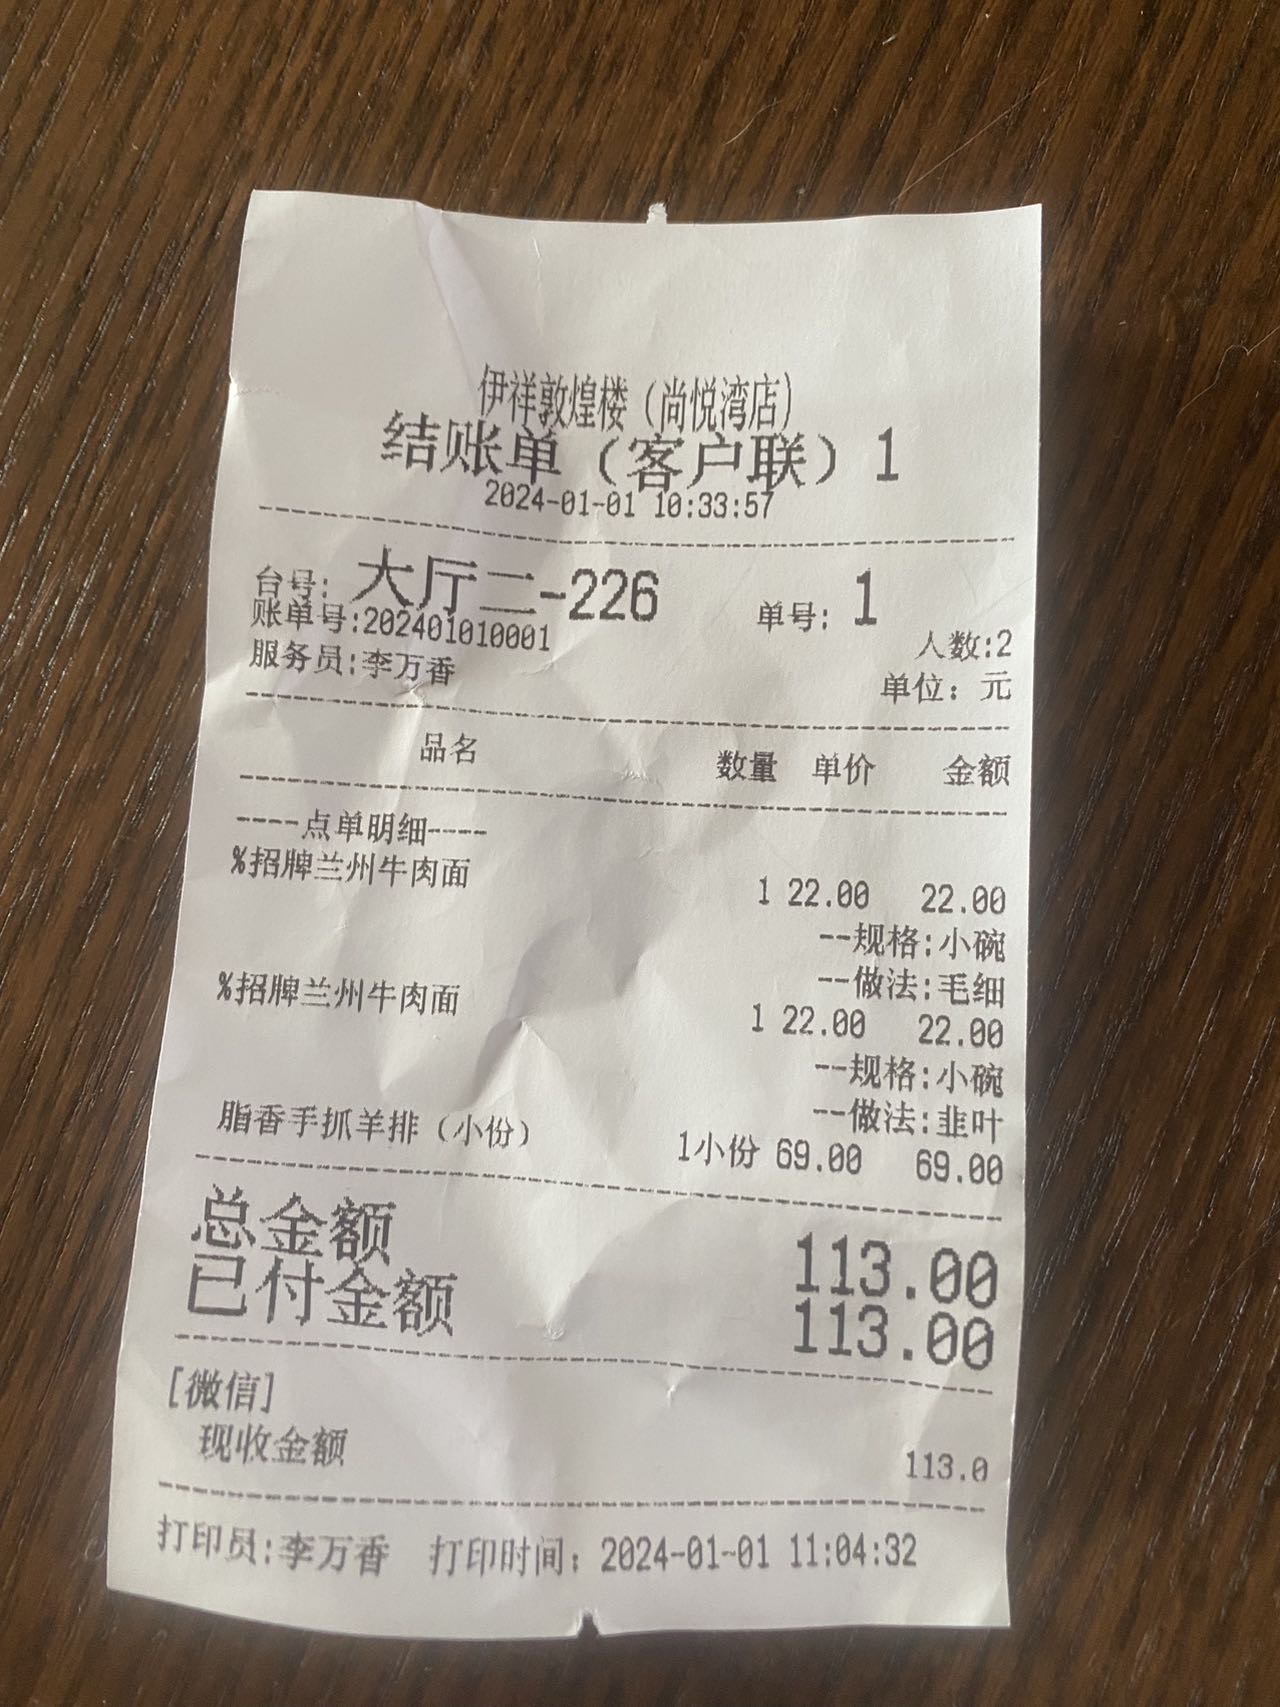 伊祥敦煌楼（尚悦湾店）
结账单（客户联）1
2024-01-01 10:33:57
台号: 大厅二-226 单号: 1
账单号:202401010001 人数:2
服务员:李万香 单位: 元
品名 数量 单价 金额
----点单明细----
%招牌兰州牛肉面
1 22.00 22.00
--规格:小碗
--做法:毛细
%招牌兰州牛肉面
1 22.00 22.00
--规格:小碗
--做法:韭叶
脂香手抓羊排（小份）
1小份 69.00 69.00
总金额 113.00
已付金额 113.00
[微信]
现收金额 113.0
打印员:李万香 打印时间: 2024-01-01 11:04:32